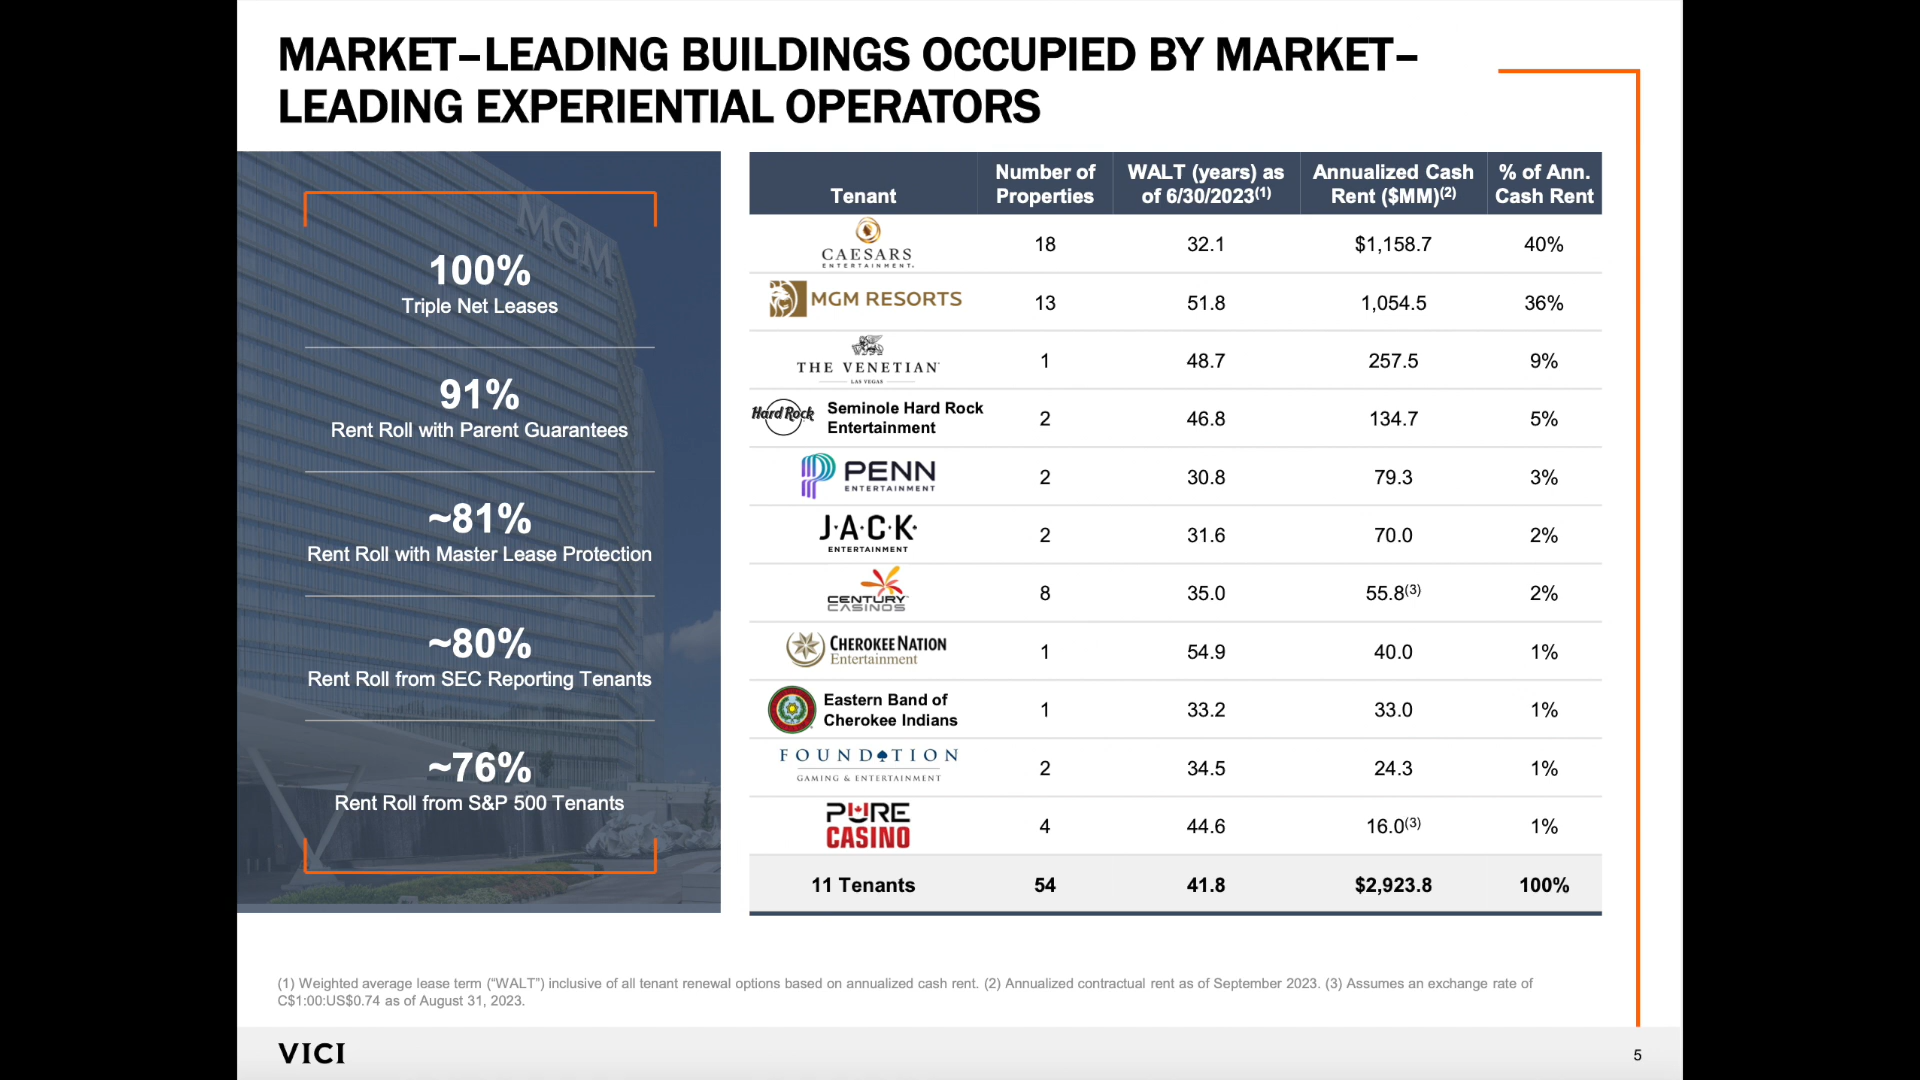 MARKET–LEADING BUILDINGS OCCUPIED BY MARKET–
LEADING EXPERIENTIAL OPERATORS
MGM
100%
Triple Net Leases
91%
Rent Roll with Parent Guarantees
~81%
Rent Roll with Master Lease Protection
~80%
Rent Roll from SEC Reporting Tenants
~76%
Rent Roll from S&P 500 Tenants
Tenant Number of Properties WALT (years) as of 6/30/2023(1) Annualized Cash Rent ($MM)(2) % of Ann. Cash Rent
CAESARS ENTERTAINMENT. 18 32.1 $1,158.7 40%
MGM RESORTS 13 51.8 1,054.5 36%
THE VENETIAN LAS VEGAS 1 48.7 257.5 9%
Hard Rock Seminole Hard Rock Entertainment 2 46.8 134.7 5%
PENN ENTERTAINMENT 2 30.8 79.3 3%
J·A·C·K· ENTERTAINMENT 2 31.6 70.0 2%
CENTURY CASINOS 8 35.0 55.8(3) 2%
CHEROKEE NATION Entertainment 1 54.9 40.0 1%
Eastern Band of Cherokee Indians 1 33.2 33.0 1%
FOUNDATION GAMING & ENTERTAINMENT 2 34.5 24.3 1%
PURE CASINO 4 44.6 16.0(3) 1%
11 Tenants 54 41.8 $2,923.8 100%
(1) Weighted average lease term (“WALT”) inclusive of all tenant renewal options based on annualized cash rent. (2) Annualized contractual rent as of September 2023. (3) Assumes an exchange rate of
C$1:00:US$0.74 as of August 31, 2023.
VICI
5